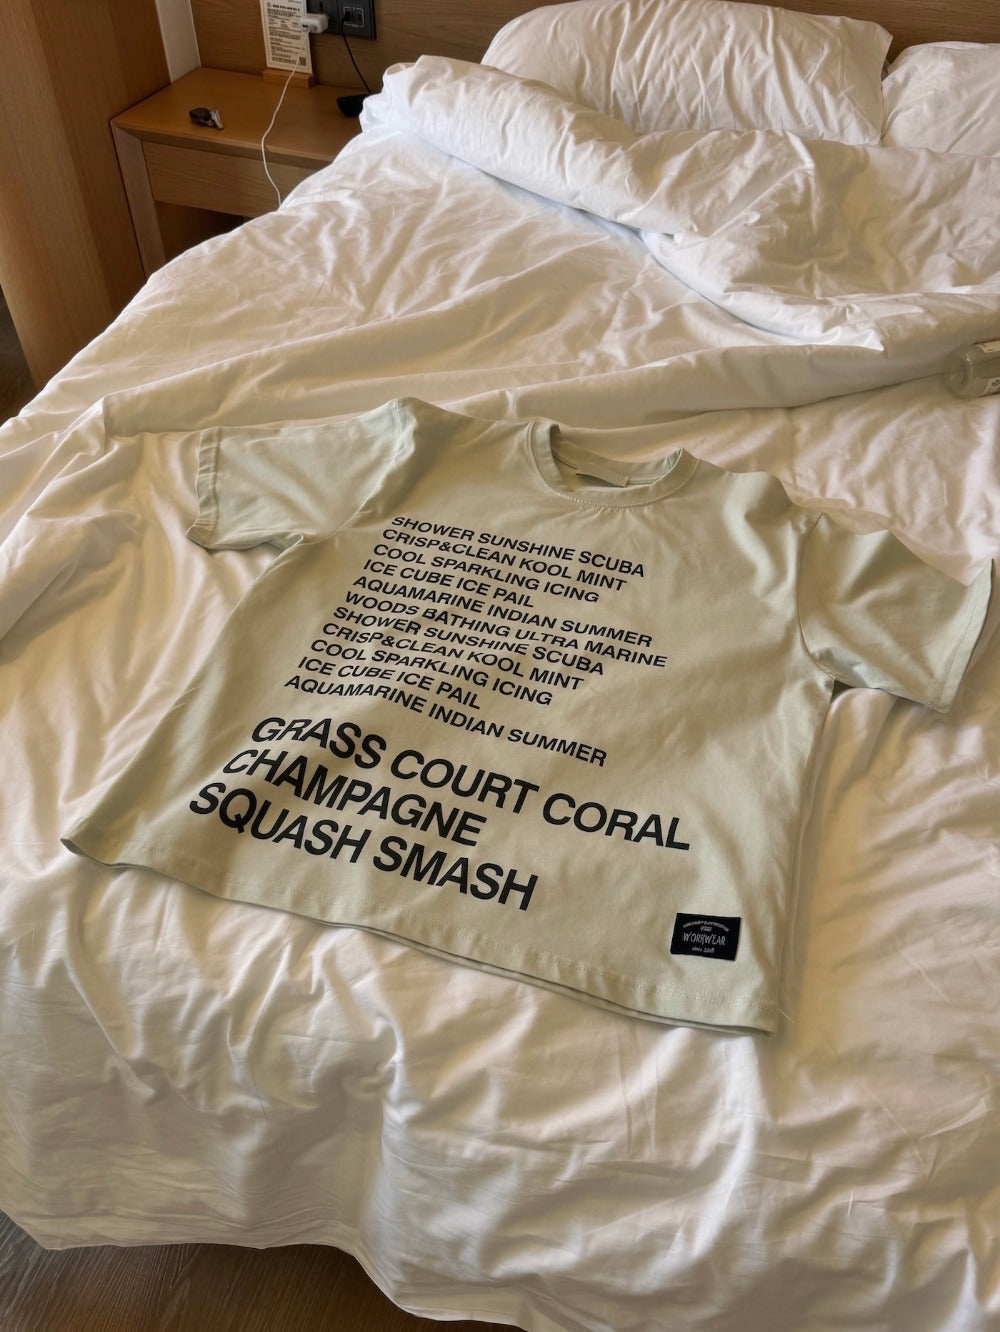 SHOWER SUNSHINE SCUBA
CRISP&CLEAN KOOL MINT
COOL SPARKLING ICING
ICE CUBE ICE PAIL
AQUAMARINE INDIAN SUMMER
WOODS BATHING ULTRA MARINE
SHOWER SUNSHINE SCUBA
CRISP&CLEAN KOOL MINT
COOL SPARKLING ICING
ICE CUBE ICE PAIL
AQUAMARINE INDIAN SUMMER
GRASS COURT CORAL
CHAMPAGNE
SQUASH SMASH
WORKWEAR
since 2018